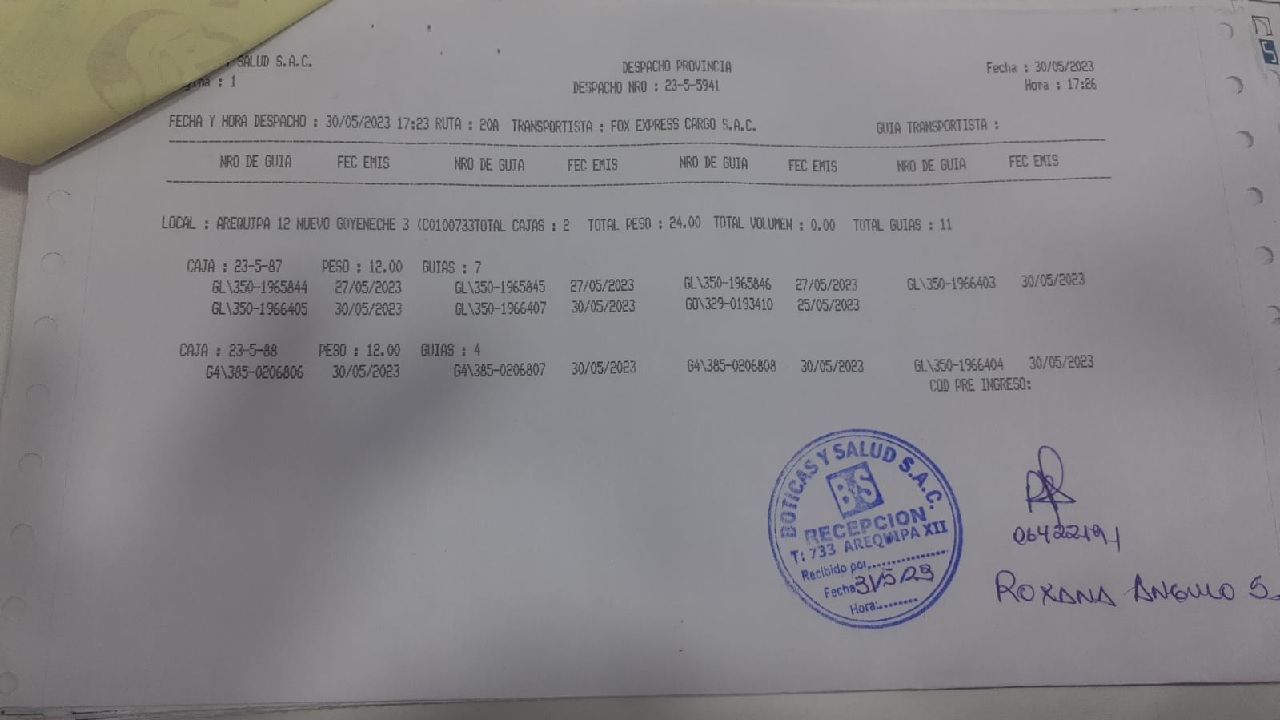 SALUD S.A.C.
DESPACHO PROVINCIA
Fecha : 30/05/2023
: 1
DESPACHO NRO : 23-5-5941
Hora : 17:26
FECHA Y HORA DESPACHO : 30/05/2023 17:23 RUTA : 20A TRANSPORTISTA : FOX EXPRESS CARGO S.A.C. GUIA TRANSPORTISTA :
NRO DE GUIA FEC EMIS NRO DE GUIA FEC EMIS NRO DE GUIA FEC EMIS NRO DE GUIA FEC EMIS
LOCAL : AREQUIPA 12 NUEVO GOYENECHE 3 (C0100733TOTAL CAJAS : 2 TOTAL PESO : 24.00 TOTAL VOLUMEN : 0.00 TOTAL GUIAS : 11
CAJA : 23-5-87 PESO : 12.00 GUIAS : 7
GL\350-1965844 27/05/2023 GL\350-1965845 27/05/2023 GL\350-1965846 27/05/2023 GL\350-1966403 30/05/2023
GL\350-1966405 30/05/2023 GL\350-1966407 30/05/2023 GD\329-0193410 25/05/2023
CAJA : 23-5-88 PESO : 12.00 GUIAS : 4
G4\385-0206806 30/05/2023 G4\385-0206807 30/05/2023 G4\385-0206808 30/05/2023 GL\350-1966404 30/05/2023
COD PRE INGRESO:
BOTICAS Y SALUD S.A.C.
B&S
RECEPCION
T: 733 AREQUIPA XII
Recibido por
Fecha 31/5/23
Hora:
06422191
ROXANA ANGULO S.